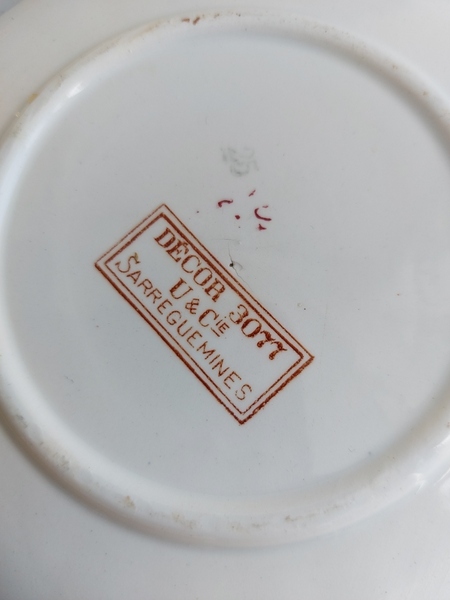 DÉCOR 3077
U & Cie
SARREGUEMINES